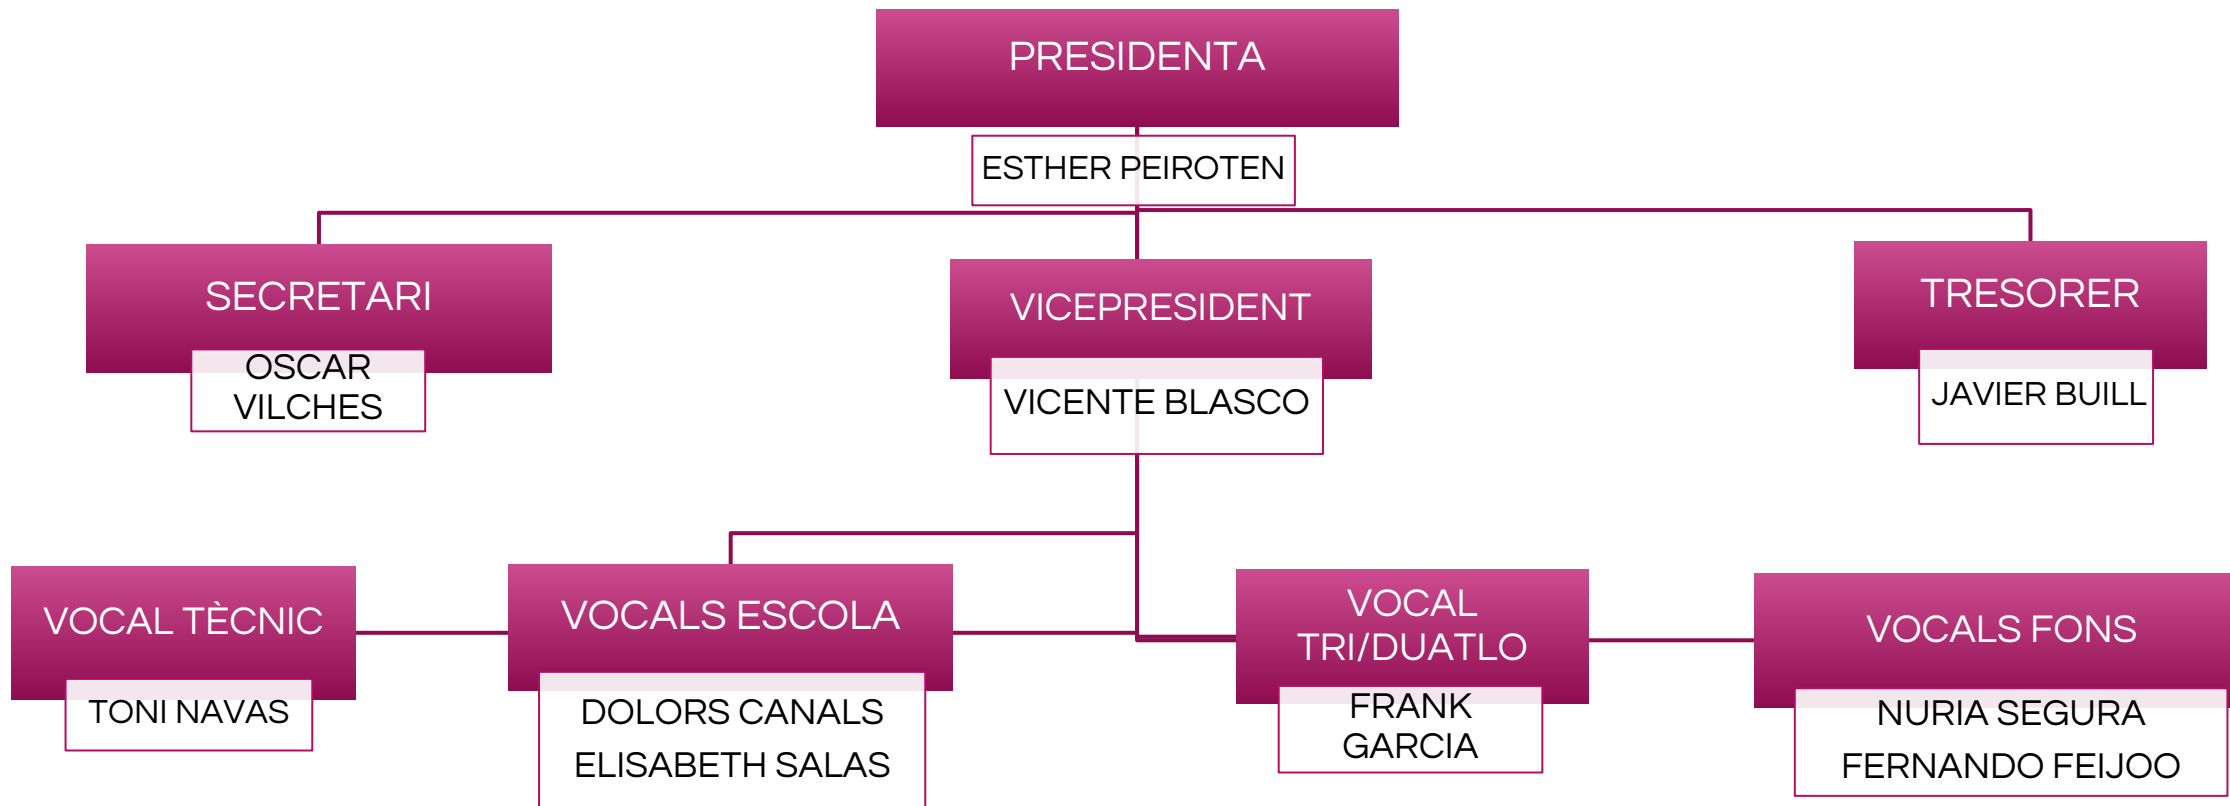 PRESIDENTA
ESTHER PEIROTEN
SECRETARI
OSCAR
VILCHES
VICEPRESIDENT
VICENTE BLASCO
TRESORER
JAVIER BUILL
VOCAL TÈCNIC
TONI NAVAS
VOCALS ESCOLA
DOLORS CANALS
ELISABETH SALAS
VOCAL
TRI/DUATLO
FRANK
GARCIA
VOCALS FONS
NURIA SEGURA
FERNANDO FEIJOO